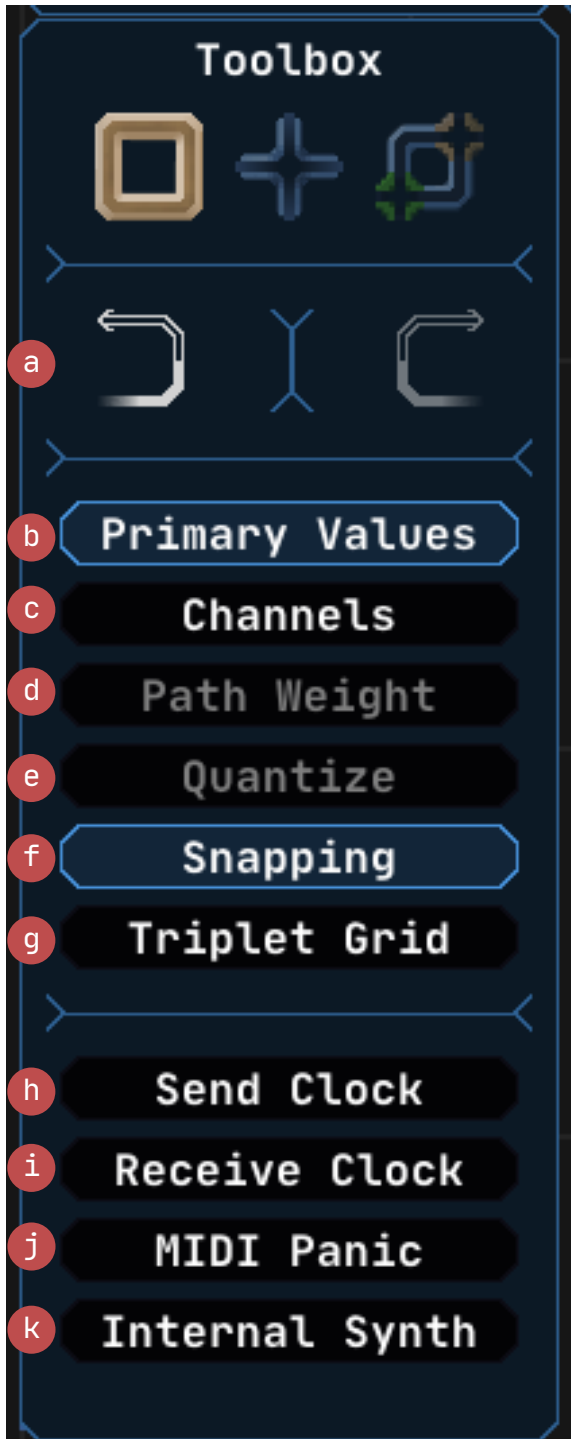 Toolbox
a
b Primary Values
c Channels
d Path Weight
e Quantize
f Snapping
g Triplet Grid
h Send Clock
i Receive Clock
j MIDI Panic
k Internal Synth